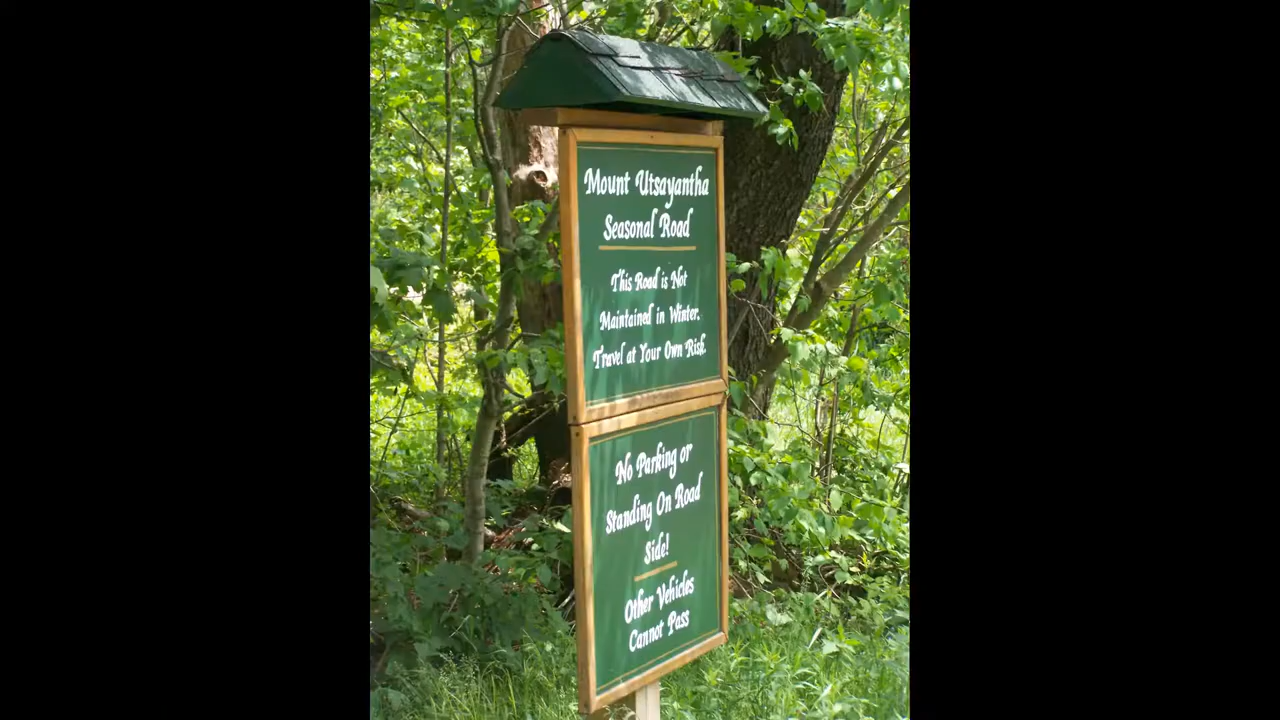 Mount Utsayantha
Seasonal Road
This Road is Not
Maintained in Winter.
Travel at Your Own Risk.
No Parking or
Standing On Road
Side!
Other Vehicles
Cannot Pass